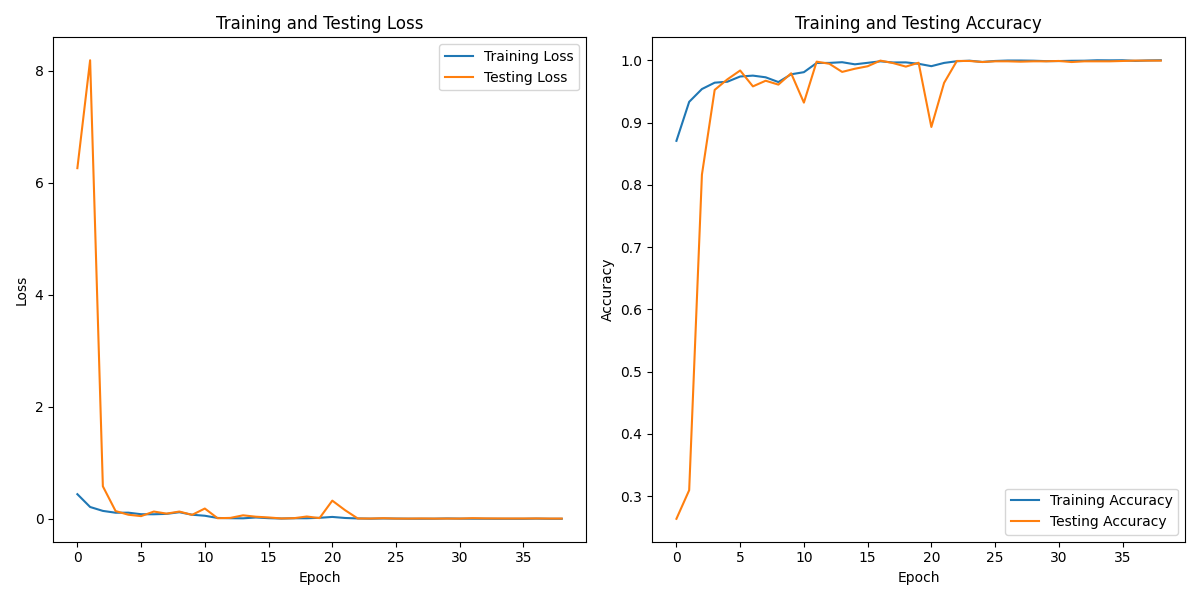 Training and Testing Loss
Training Loss
Testing Loss
8
6
4
2
0
Loss
0 5 10 15 20 25 30 35
Epoch
Training and Testing Accuracy
1.0
0.9
0.8
0.7
0.6
0.5
0.4
0.3
Accuracy
Training Accuracy
Testing Accuracy
0 5 10 15 20 25 30 35
Epoch